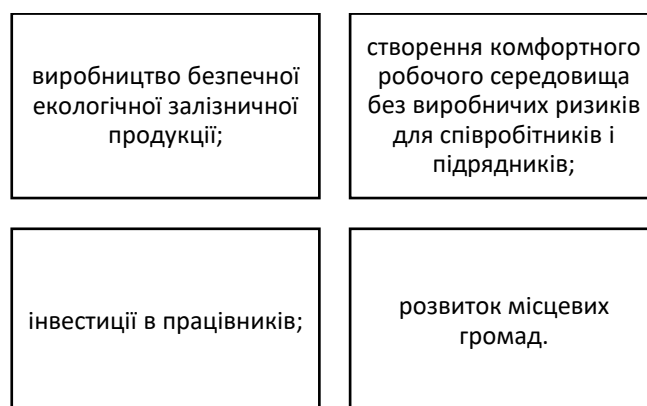 виробництво безпечної
екологічної залізничної
продукції;
створення комфортного
робочого середовища
без виробничих ризиків
для співробітників і
підрядників;
інвестиції в працівників;
розвиток місцевих
громад.